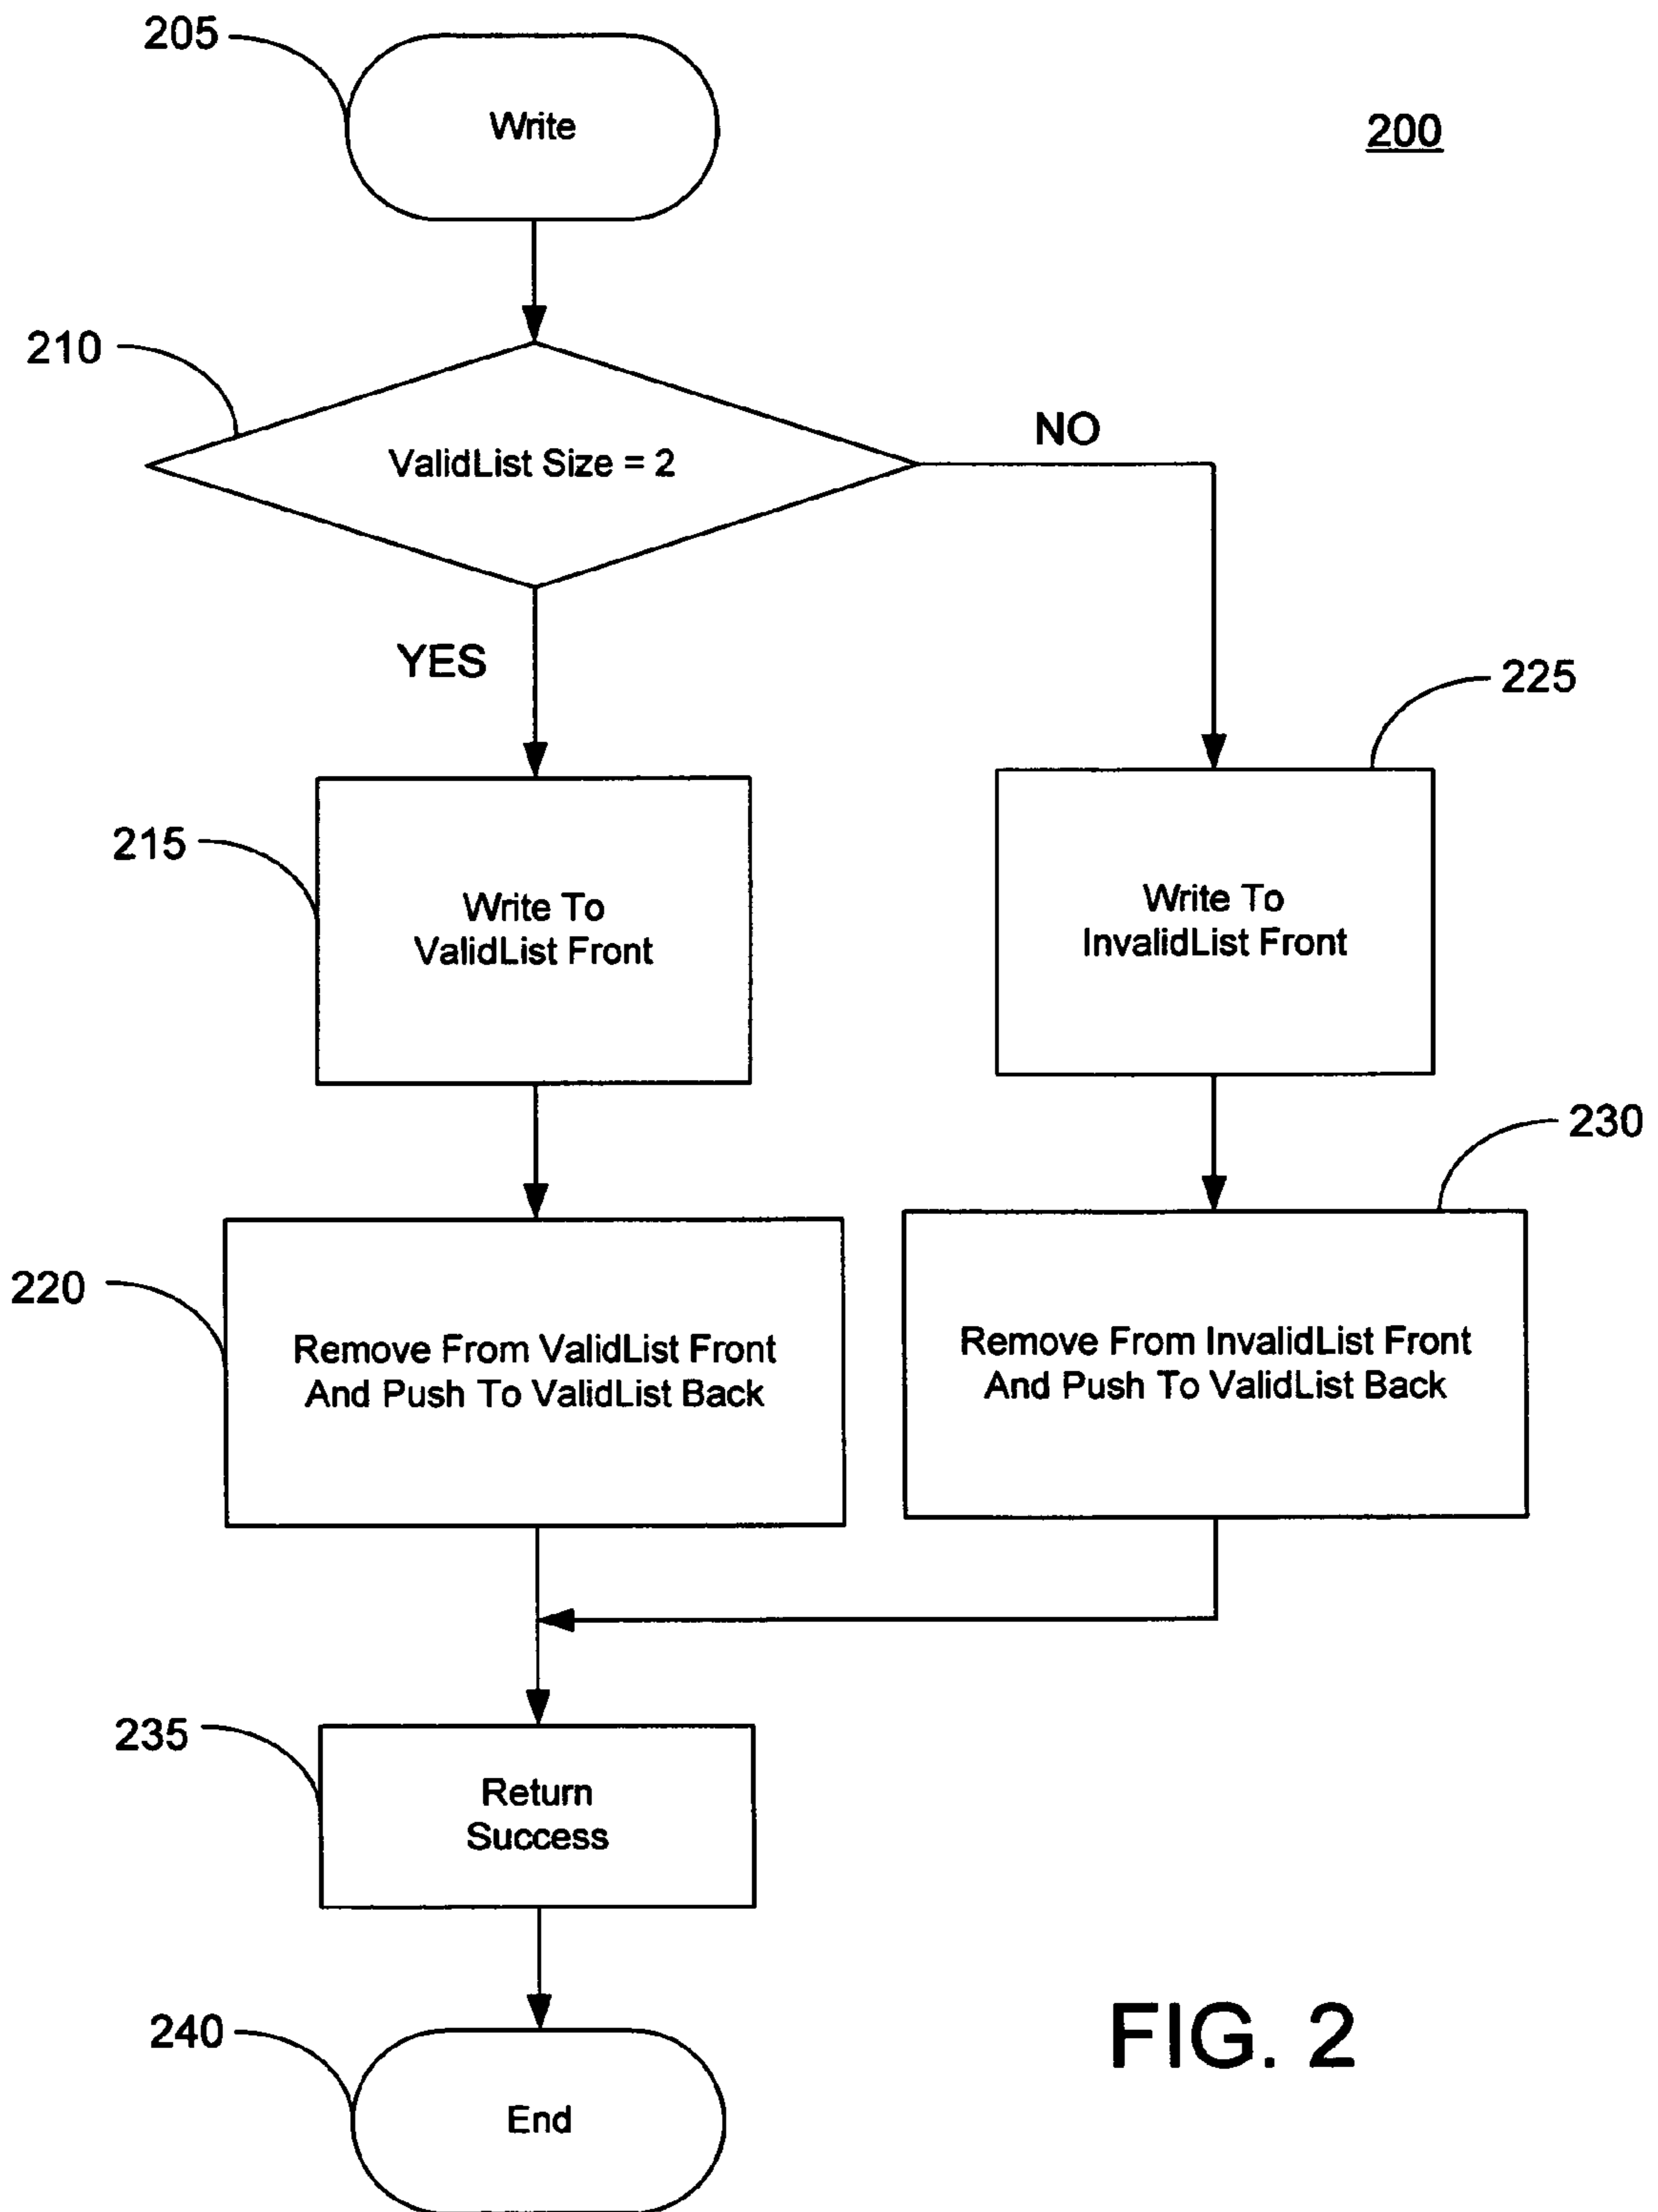 205
Write
200
210
ValidList Size = 2
NO
YES
225
215
Write To
ValidList Front
Write To
InvalidList Front
230
220
Remove From ValidList Front
And Push To ValidList Back
Remove From InvalidList Front
And Push To ValidList Back
235
Return
Success
240
End
FIG. 2